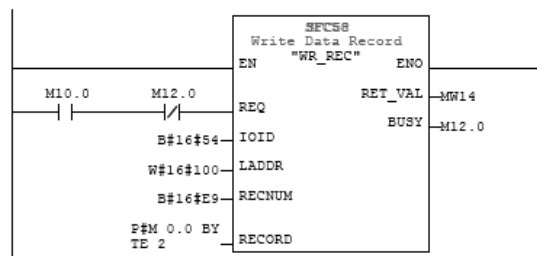 SFC58
Write Data Record
"WR_REC"
EN
ENO
M10.0
M12.0
REQ
RET_VAL
MW14
BUSY
M12.0
B#16#54
IOID
W#16#100
LADDR
B#16#E9
RECNUM
P#M 0.0 BY
TE 2
RECORD